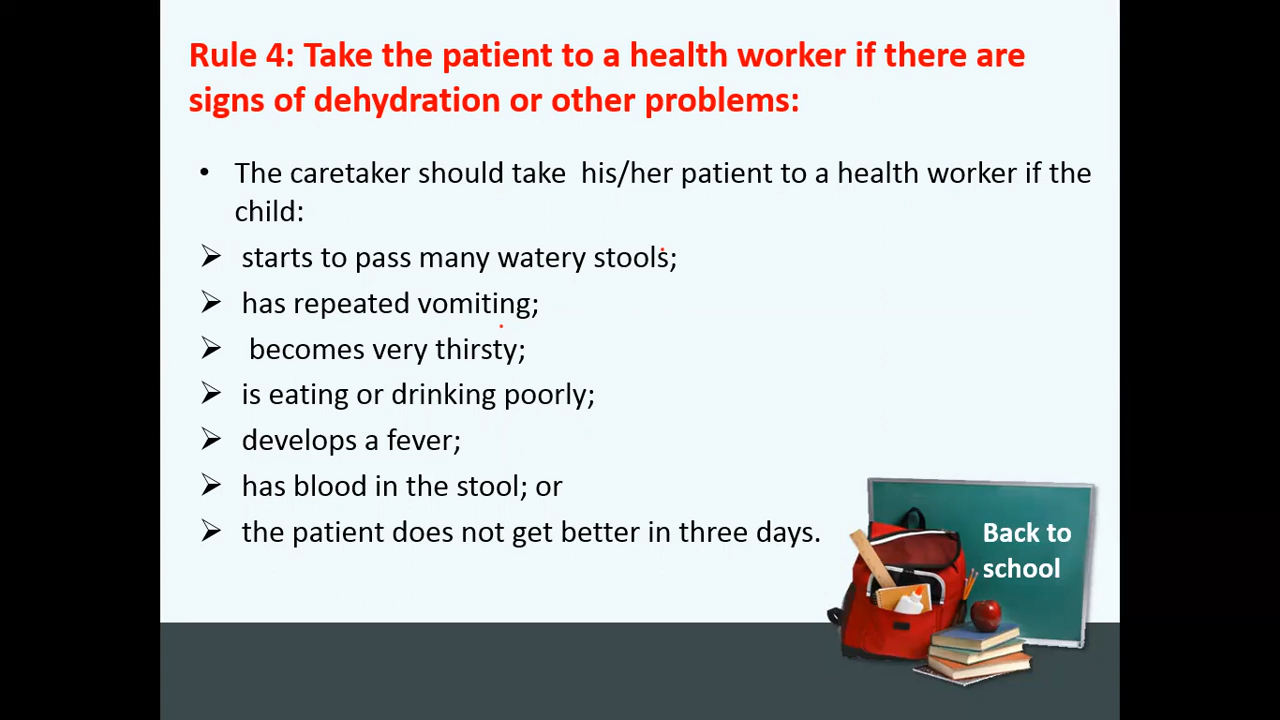 Rule 4: Take the patient to a health worker if there are
signs of dehydration or other problems:
• The caretaker should take his/her patient to a health worker if the
child:
➢ starts to pass many watery stools;
➢ has repeated vomiting;
➢ becomes very thirsty;
➢ is eating or drinking poorly;
➢ develops a fever;
➢ has blood in the stool; or
➢ the patient does not get better in three days.
Back to
school